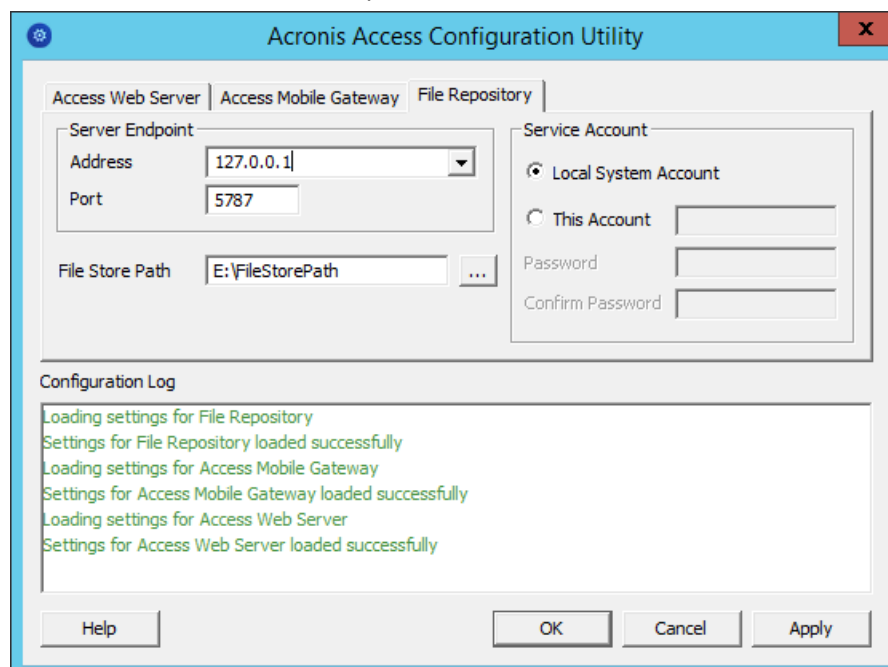 Acronis Access Configuration Utility
x
Access Web Server Access Mobile Gateway File Repository
Server Endpoint
Address 127.0.0.1
Port 5787
File Store Path E:\FileStorePath ...
Service Account
Local System Account
This Account
Password
Confirm Password
Configuration Log
Loading settings for File Repository
Settings for File Repository loaded successfully
Loading settings for Access Mobile Gateway
Settings for Access Mobile Gateway loaded successfully
Loading settings for Access Web Server
Settings for Access Web Server loaded successfully
Help OK Cancel Apply